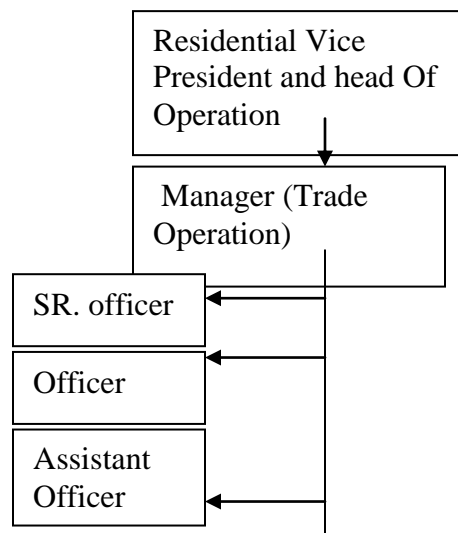 Residential Vice
President and head Of
Operation
Manager (Trade
Operation)
SR. officer
Officer
Assistant
Officer